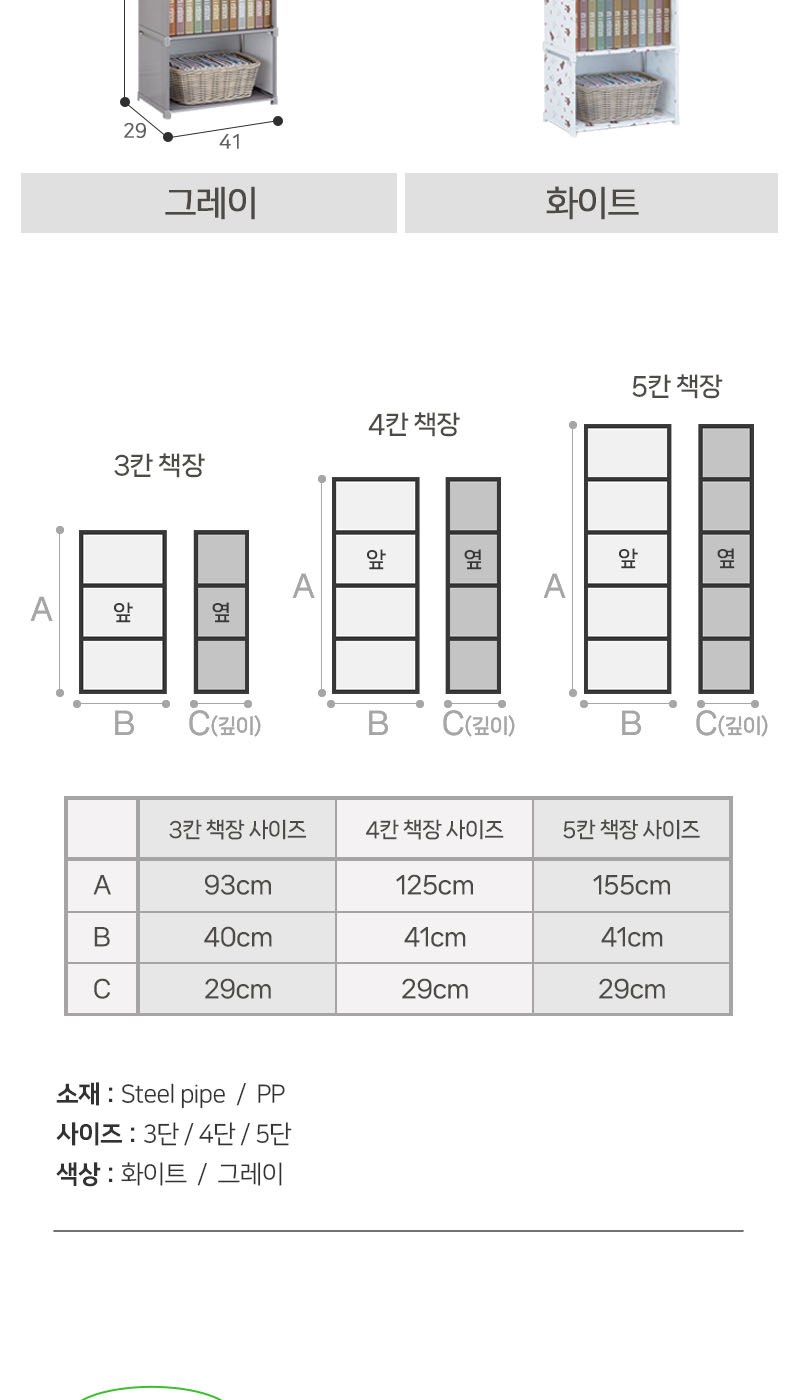 29
41
그레이 화이트
5칸 책장
4칸 책장
3칸 책장
A 앞 옆
A 앞 옆
A 앞 옆
B C(깊이) B C(깊이) B C(깊이)
3칸 책장 사이즈 4칸 책장 사이즈 5칸 책장 사이즈
A 93cm 125cm 155cm
B 40cm 41cm 41cm
C 29cm 29cm 29cm
소재 : Steel pipe / PP
사이즈 : 3단 / 4단 / 5단
색상 : 화이트 / 그레이